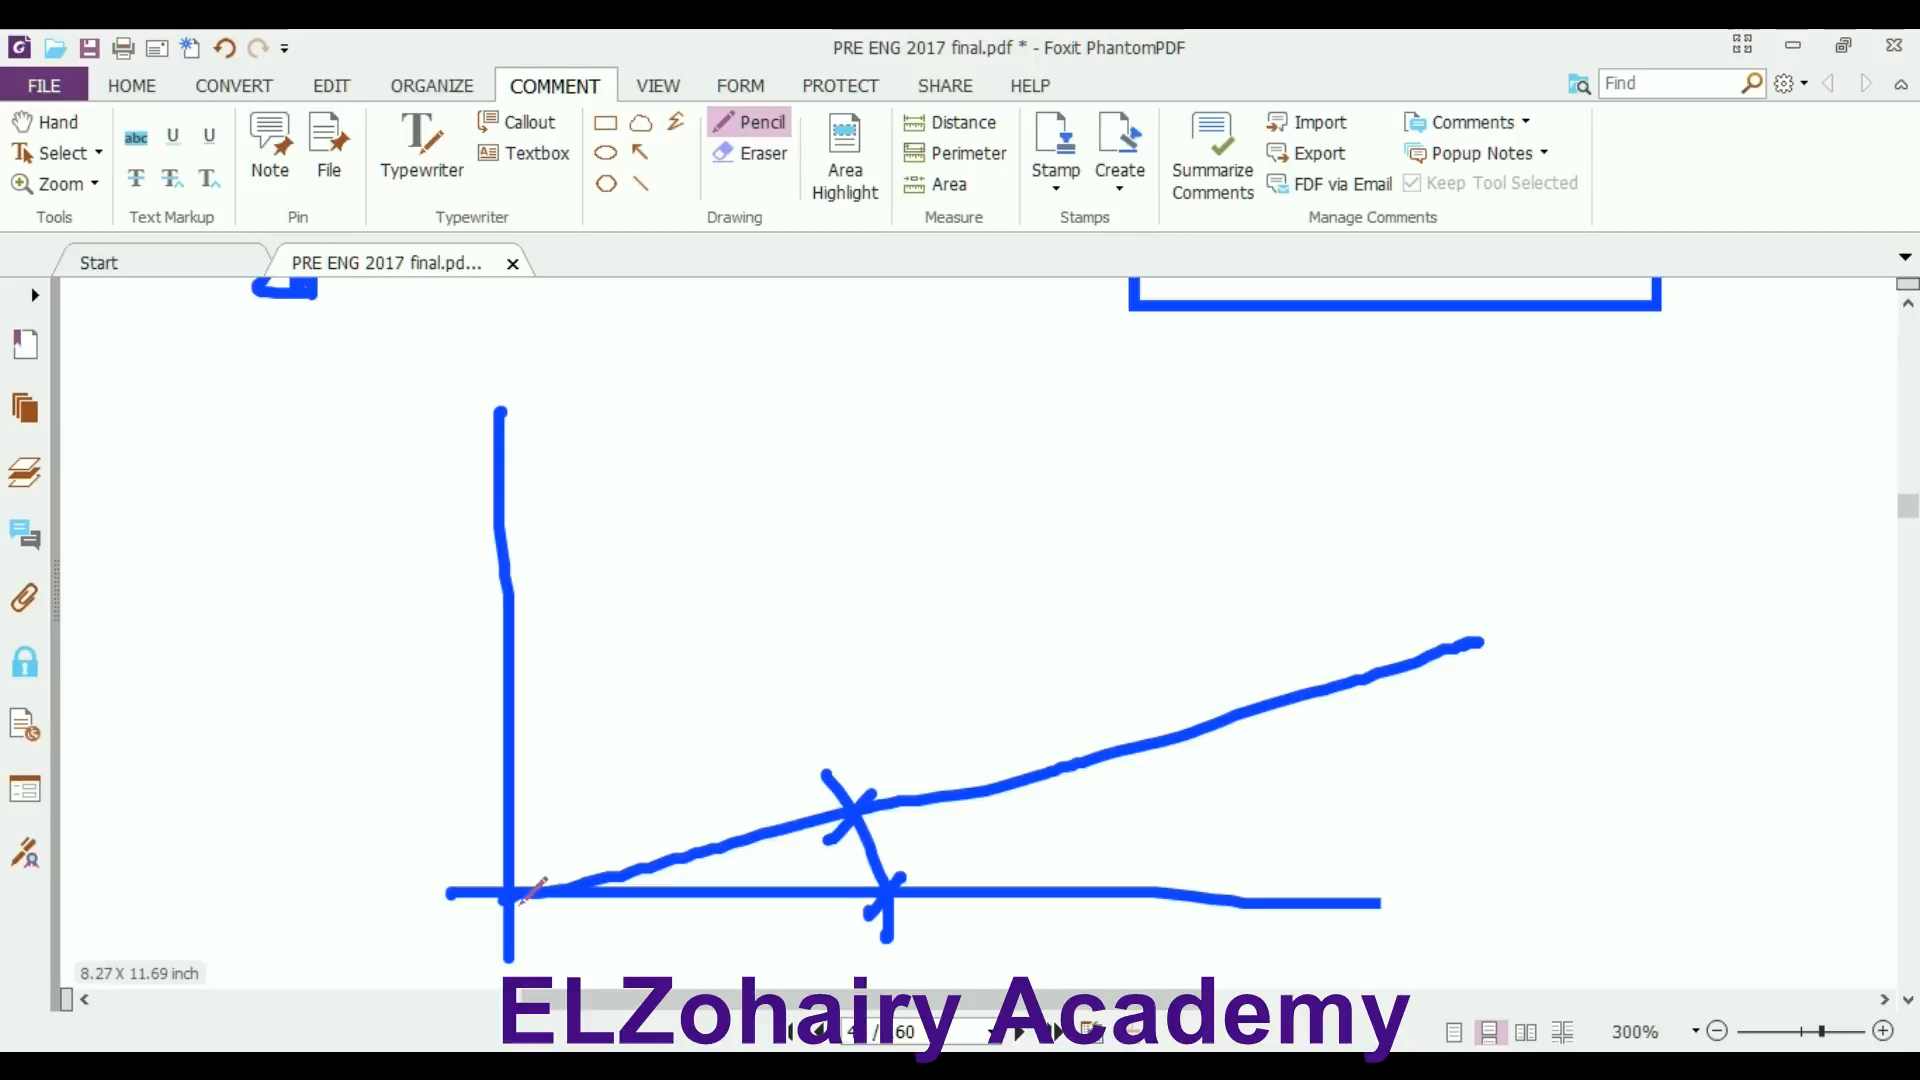 PRE ENG 2017 final.pdf * - Foxit PhantomPDF
FILE HOME CONVERT EDIT ORGANIZE COMMENT VIEW FORM PROTECT SHARE HELP Find
Hand
Select
Zoom
Tools
abc U U
T T T
Text Markup
Note File
Pin
Typewriter
Callout
Textbox
Typewriter
Pencil
Eraser
Drawing
Area
Highlight
Distance
Perimeter
Area
Measure
Stamp Create
Stamps
Summarize
Comments
Import
Export
FDF via Email
Comments
Popup Notes
Keep Tool Selected
Manage Comments
Start PRE ENG 2017 final.pd...
8.27 X 11.69 inch
ELZohairy Academy
/ 60
300%